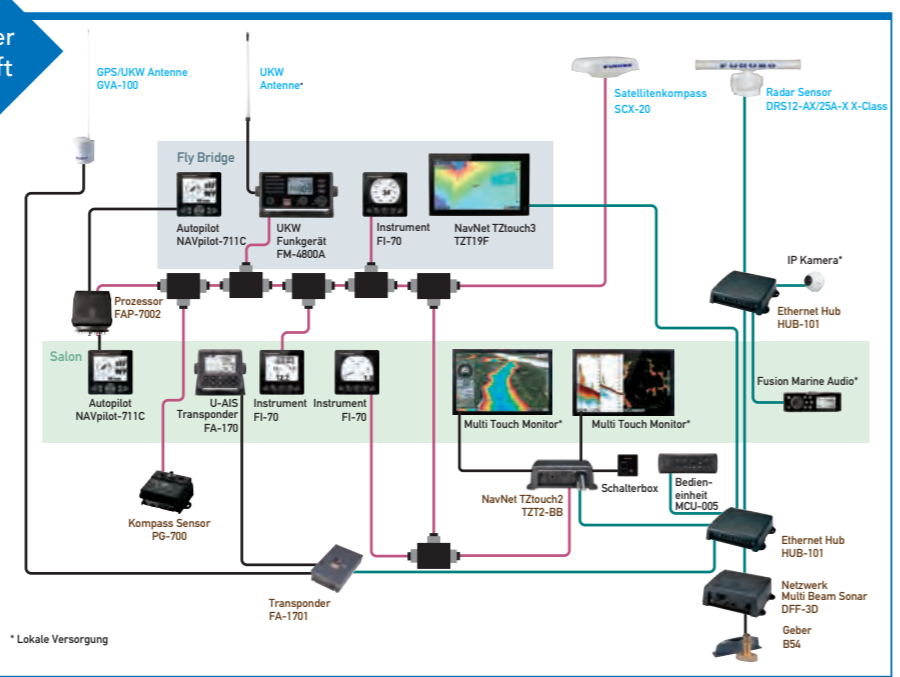 er
ft
GPS/UKW Antenne
GVA-100
UKW
Antenne*
FURUNO
Satellitenkompass
SCX-20
FURUNO
Radar Sensor
DRS12-AX/25A-X X-Class
Fly Bridge
Autopilot
NAVpilot-711C
UKW
Funkgerät
FM-4800A
Instrument
FI-70
NavNet TZtouch3
TZT19F
IP Kamera*
Ethernet Hub
HUB-101
Prozessor
FAP-7002
Salon
Autopilot
NAVpilot-711C
U-AIS
Transponder
FA-170
Instrument
FI-70
Instrument
FI-70
Multi Touch Monitor*
Multi Touch Monitor*
Fusion Marine Audio*
Kompass Sensor
PG-700
NavNet TZtouch2
TZT2-BB
Schalterbox
Bedien-
einheit
MCU-005
Ethernet Hub
HUB-101
Transponder
FA-1701
Netzwerk
Multi Beam Sonar
DFF-3D
Geber
B54
* Lokale Versorgung